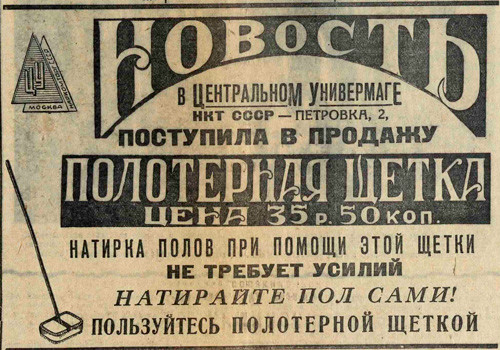 ЦУ
МОСКВА
НОВОСТЬ
В ЦЕНТРАЛЬНОМ УНИВЕРМАГЕ
НКТ СССР — ПЕТРОВКА, 2,
ПОСТУПИЛА В ПРОДАЖУ
ПОЛОТЕРНАЯ ЩЕТКА
ЦЕНА 35 Р. 50 КОП.
НАТИРКА ПОЛОВ ПРИ ПОМОЩИ ЭТОЙ ЩЕТКИ
НЕ ТРЕБУЕТ УСИЛИЙ
НАТИРАЙТЕ ПОЛ САМИ!
ПОЛЬЗУЙТЕСЬ ПОЛОТЕРНОЙ ЩЕТКОЙ